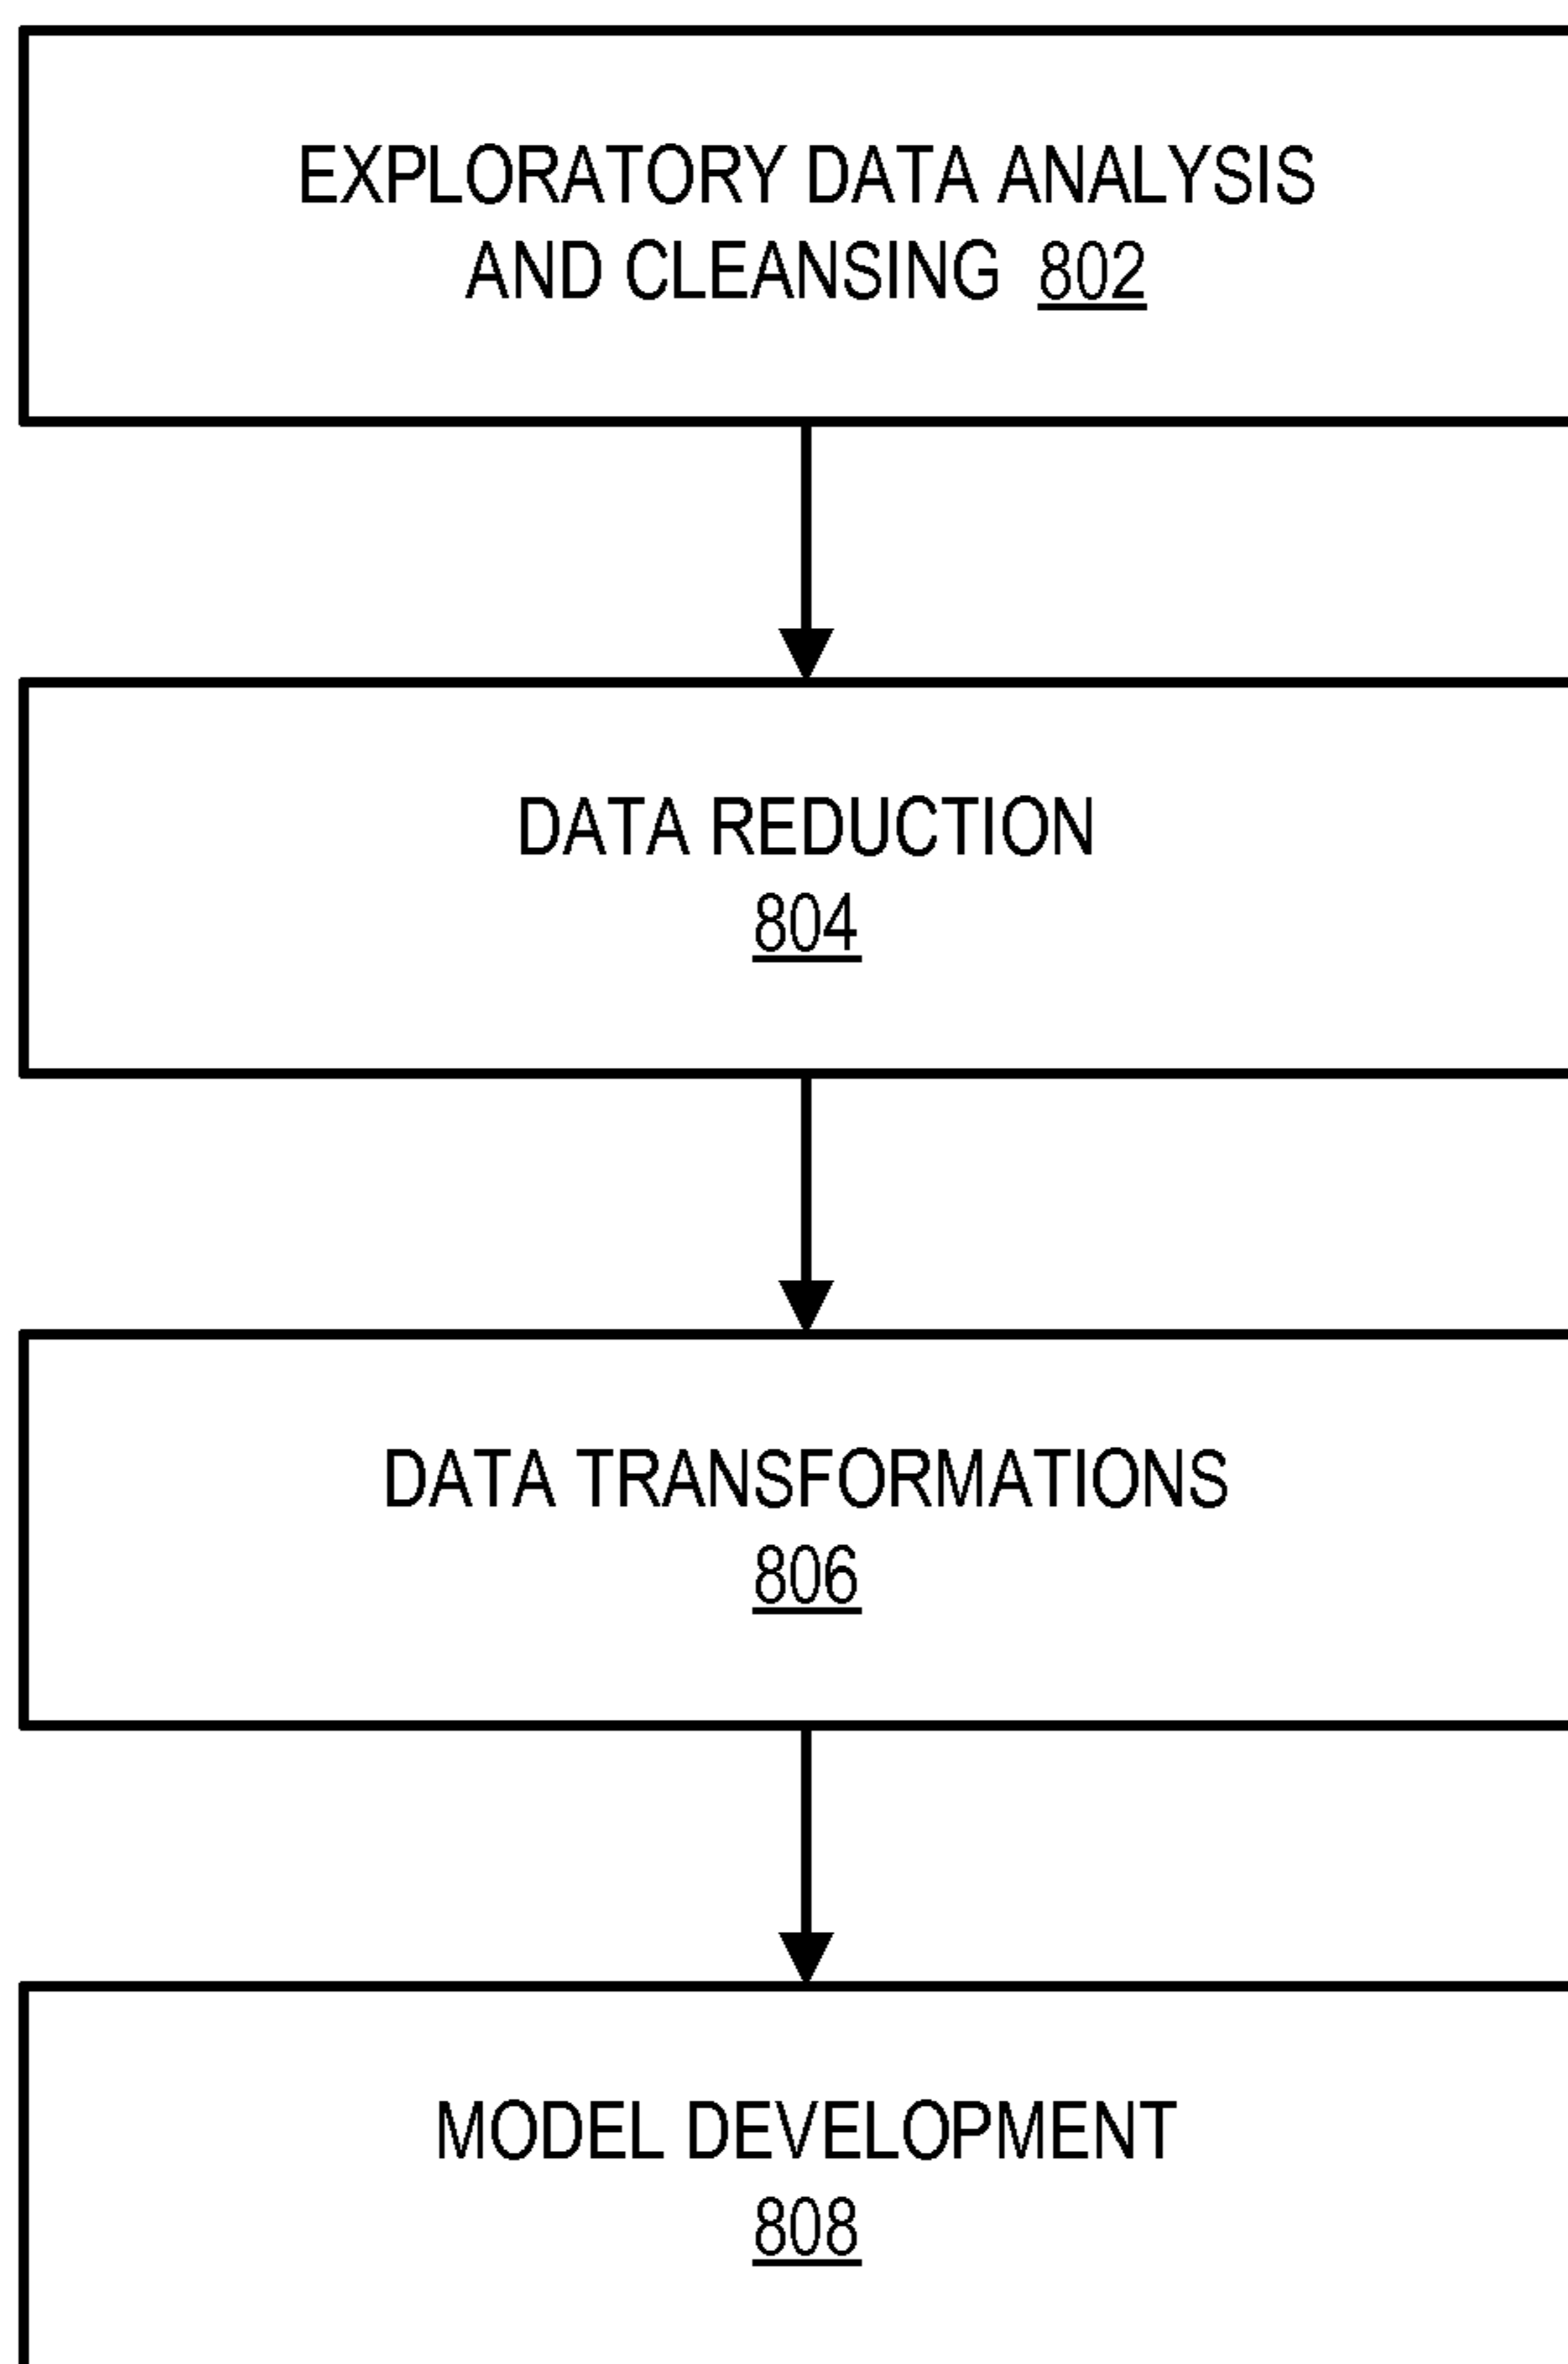 EXPLORATORY DATA ANALYSIS
AND CLEANSING 802
DATA REDUCTION
804
DATA TRANSFORMATIONS
806
MODEL DEVELOPMENT
808